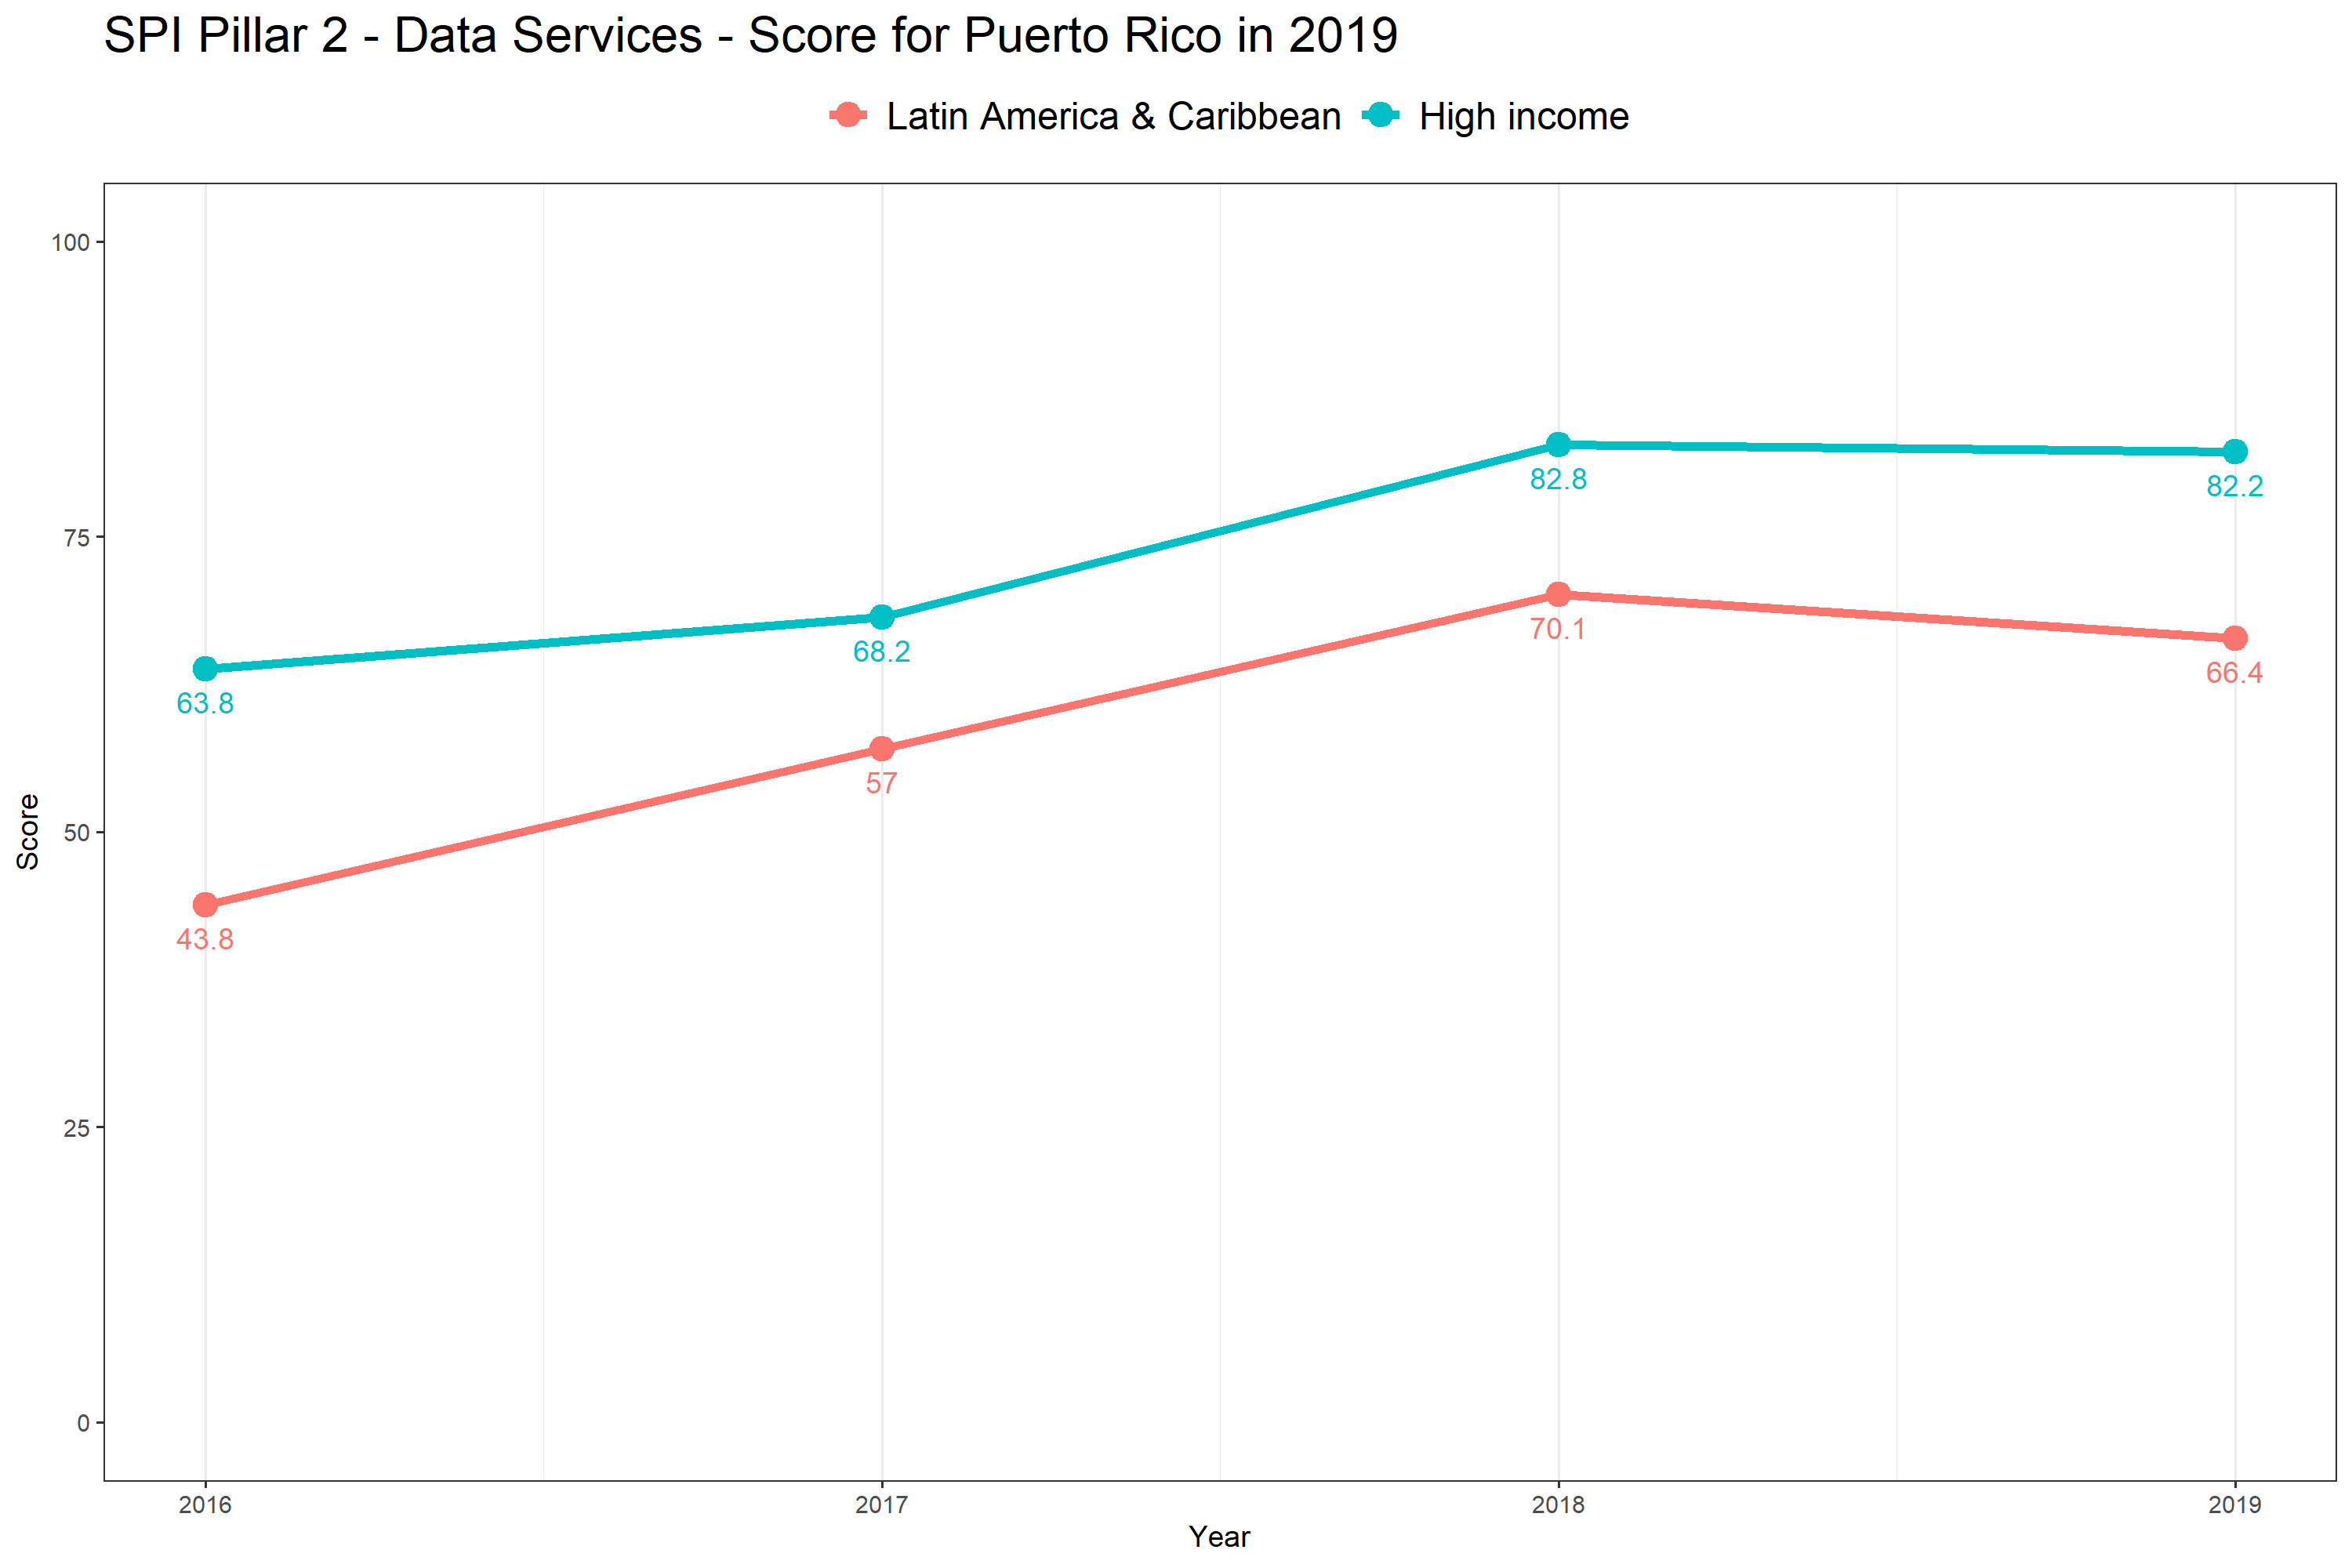 SPI Pillar 2 - Data Services - Score for Puerto Rico in 2019
Latin America & Caribbean High income
100
75
50
25
0
Score
82.8
82.2
68.2
63.8
70.1
66.4
57
43.8
2016 2017 2018 2019
Year